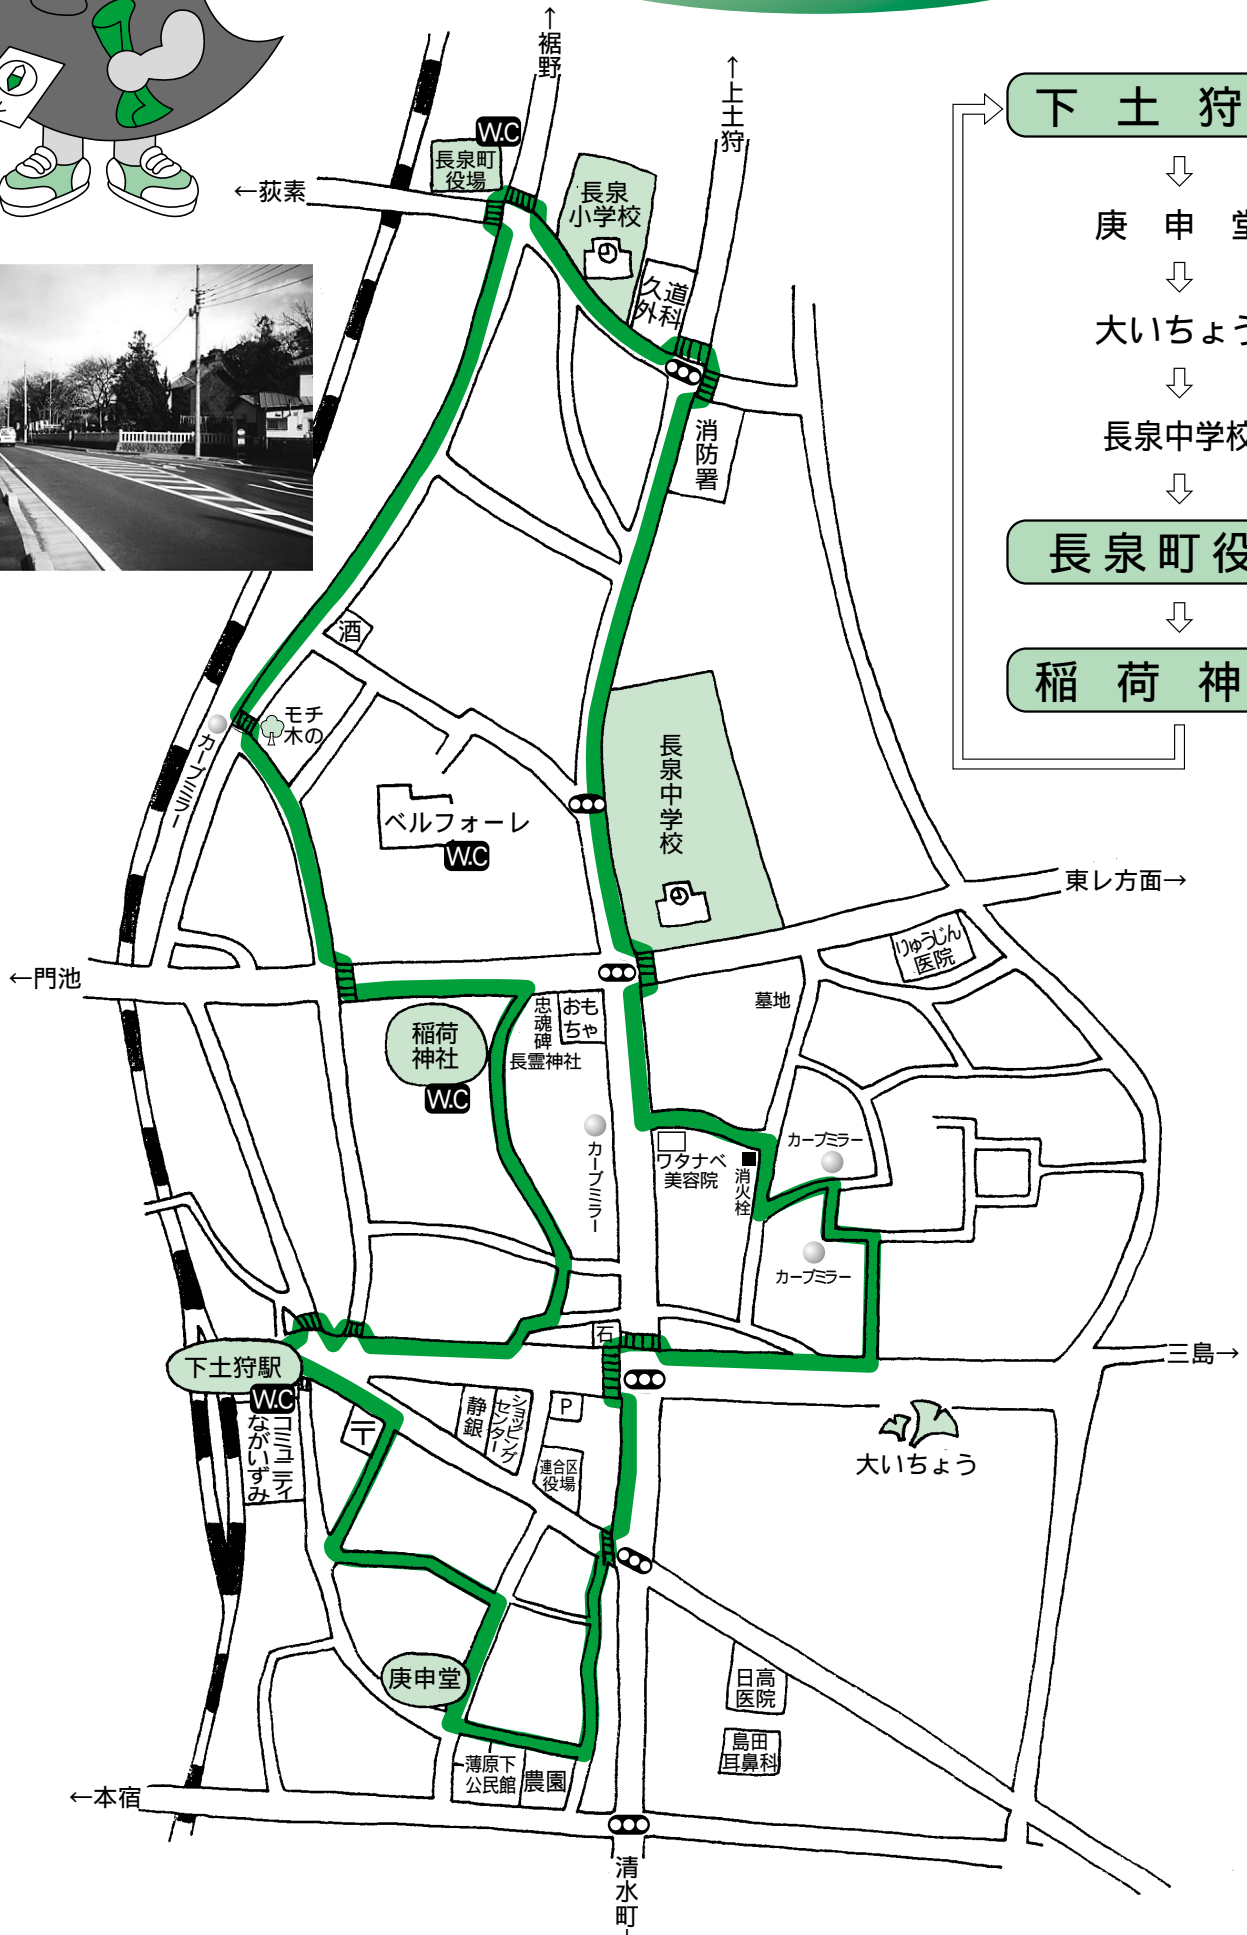 ↑裾野
↑上土狩
W.C
長泉町
役場
←荻素
長泉
小学校
久道
外科
消防署
酒
モチ
木の
カーブミラー
ベルフォーレ
W.C
長泉中学校
東レ方面→
りゅうじん
医院
←門池
稲荷
神社
W.C
忠魂碑
おも
ちゃ
長霊神社
墓地
カーブミラー
ワタナベ
美容院
消火栓
カーブミラー
カーブミラー
石
三島→
下土狩駅
W.C
コミュニティ
ながいずみ
〒
静銀
ショッピング
センター
P
連合区
役場
大いちょう
庚申堂
日高
医院
島田
耳鼻科
薄原下
公民館
農園
←本宿
清水町
下土狩
⇩
庚申堂
⇩
大いちょう
⇩
長泉中学校
⇩
長泉町役
⇩
稲荷神